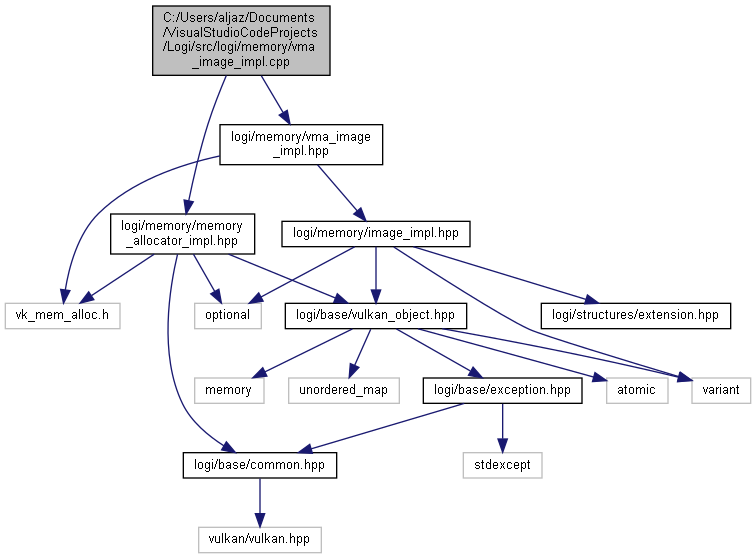 C:/Users/aljaz/Documents
/VisualStudioCodeProjects
/Logi/src/logi/memory/vma
_image_impl.cpp
logi/memory/vma_image
_impl.hpp
logi/memory/memory
_allocator_impl.hpp
logi/memory/image_impl.hpp
vk_mem_alloc.h
optional
logi/base/vulkan_object.hpp
logi/structures/extension.hpp
memory
unordered_map
logi/base/exception.hpp
atomic
variant
logi/base/common.hpp
stdexcept
vulkan/vulkan.hpp